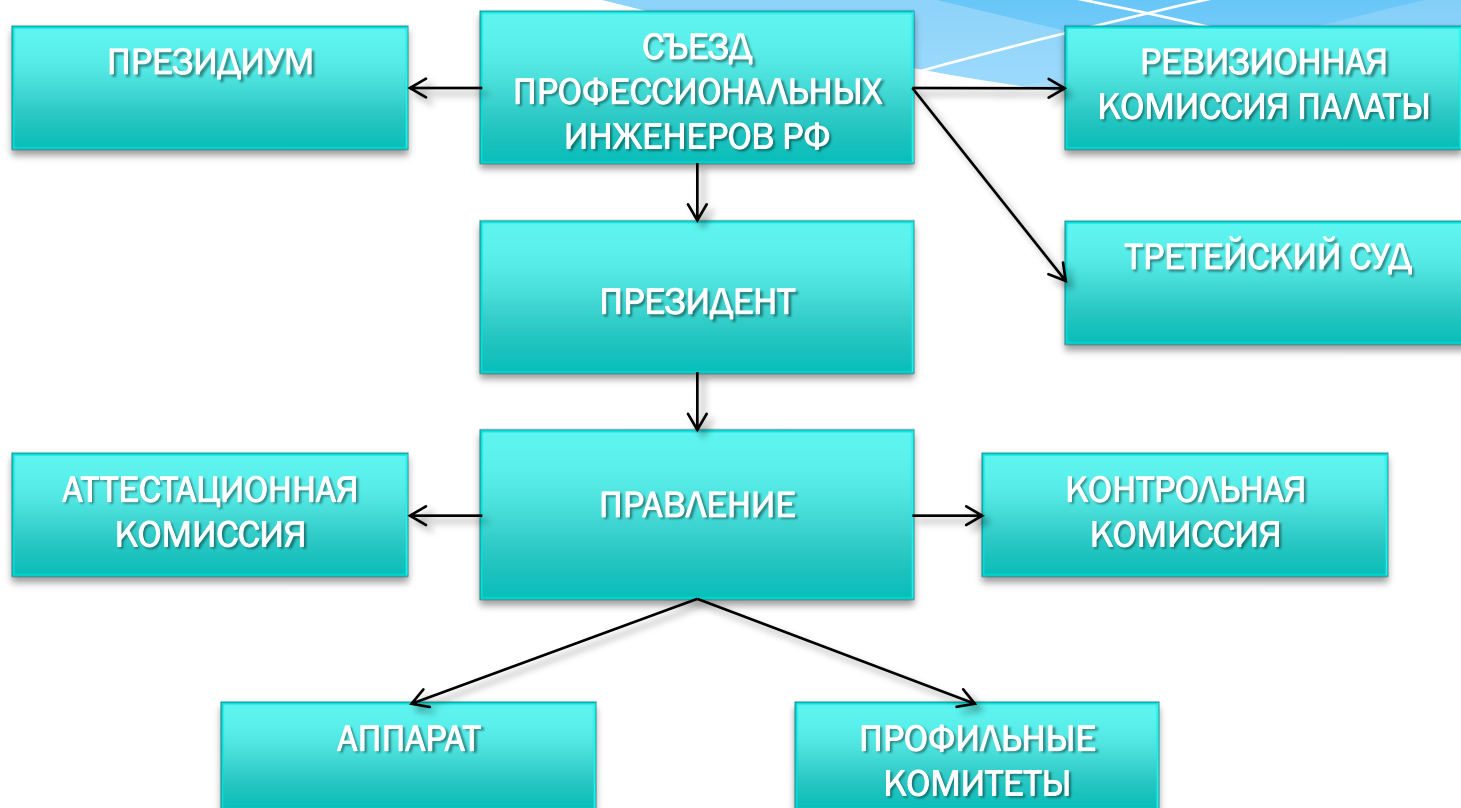 ПРЕЗИДИУМ
СЪЕЗД
ПРОФЕССИОНАЛЬНЫХ
ИНЖЕНЕРОВ РФ
РЕВИЗИОННАЯ
КОМИССИЯ ПАЛАТЫ
ТРЕТЕЙСКИЙ СУД
ПРЕЗИДЕНТ
АТТЕСТАЦИОННАЯ
КОМИССИЯ
ПРАВЛЕНИЕ
КОНТРОЛЬНАЯ
КОМИССИЯ
АППАРАТ
ПРОФИЛЬНЫЕ
КОМИТЕТЫ